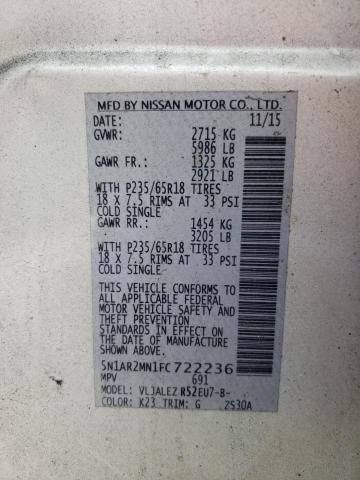 MFD BY NISSAN MOTOR CO., LTD.
DATE: 11/15
GVWR: 2715 KG
5986 LB
GAWR FR.: 1325 KG
2921 LB
WITH P235/65R18 TIRES
18 X 7.5 RIMS AT 33 PSI
COLD SINGLE
GAWR RR.: 1454 KG
3205 LB
WITH P235/65R18 TIRES
18 X 7.5 RIMS AT 33 PSI
COLD SINGLE
THIS VEHICLE CONFORMS TO
ALL APPLICABLE FEDERAL
MOTOR VEHICLE SAFETY
STANDARDS IN EFFECT ON
THE DATE OF MANUFACTURE
SHOWN ABOVE
5N1AR2MN1FC722236
MPV 691
MODEL: VLJALEZ R52EU7-B-
COLOR: K23 TRIM: G 2S30A